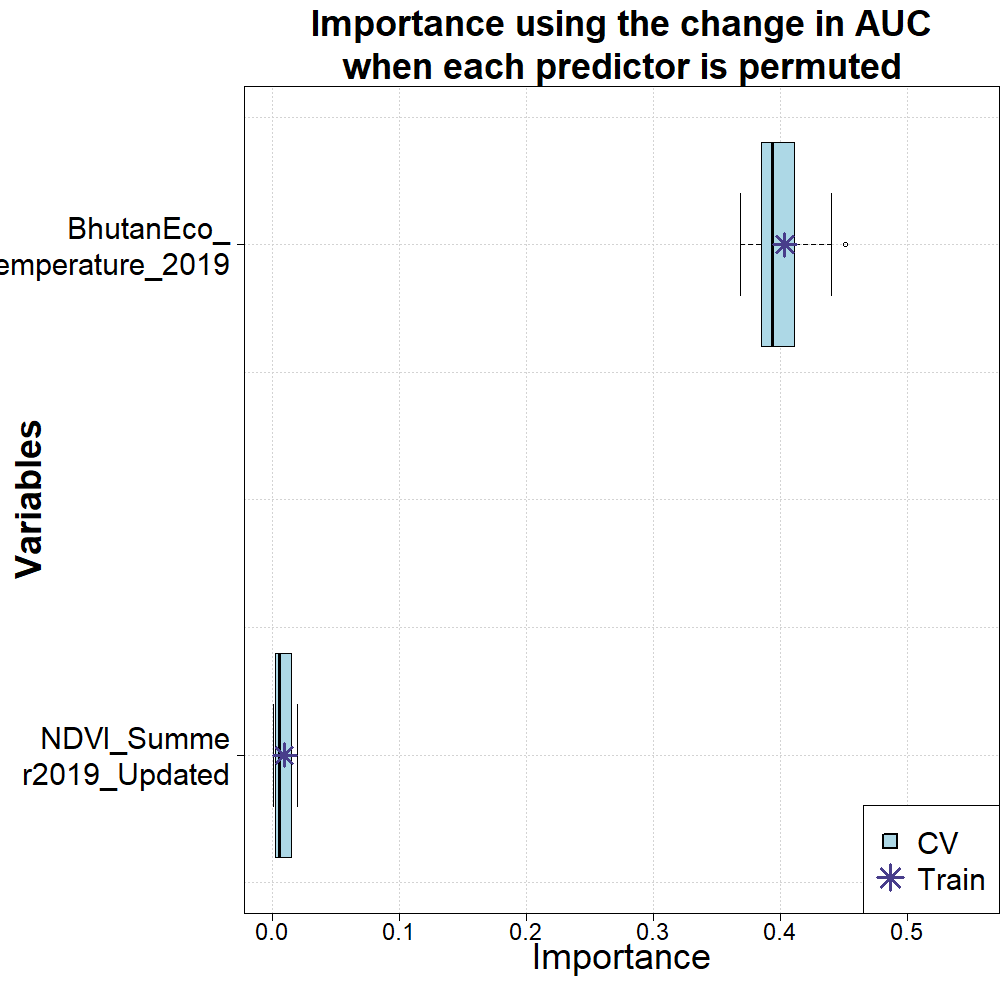 Importance using the change in AUC
when each predictor is permuted
BhutanEco_
emperature_2019
Variables
NDVI_Summe
r2019_Updated
CV
Train
0.0 0.1 0.2 0.3 0.4 0.5
Importance